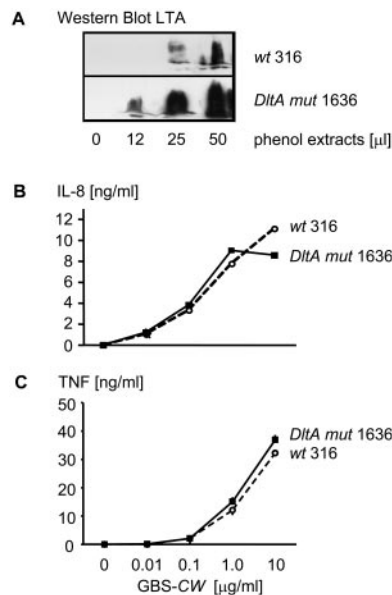 A Western Blot LTA
wt 316
DltA mut 1636
0 12 25 50 phenol extracts [µl]
B IL-8 [ng/ml]
12
10
8
6
4
2
0
wt 316
DltA mut 1636
C TNF [ng/ml]
50
40
30
20
10
0
DltA mut 1636
wt 316
0 0.01 0.1 1.0 10
GBS-CW [µg/ml]